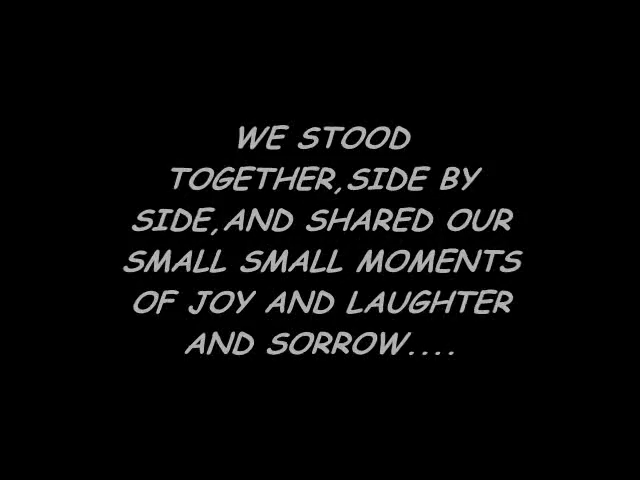 WE STOOD
TOGETHER,SIDE BY
SIDE,AND SHARED OUR
SMALL SMALL MOMENTS
OF JOY AND LAUGHTER
AND SORROW....